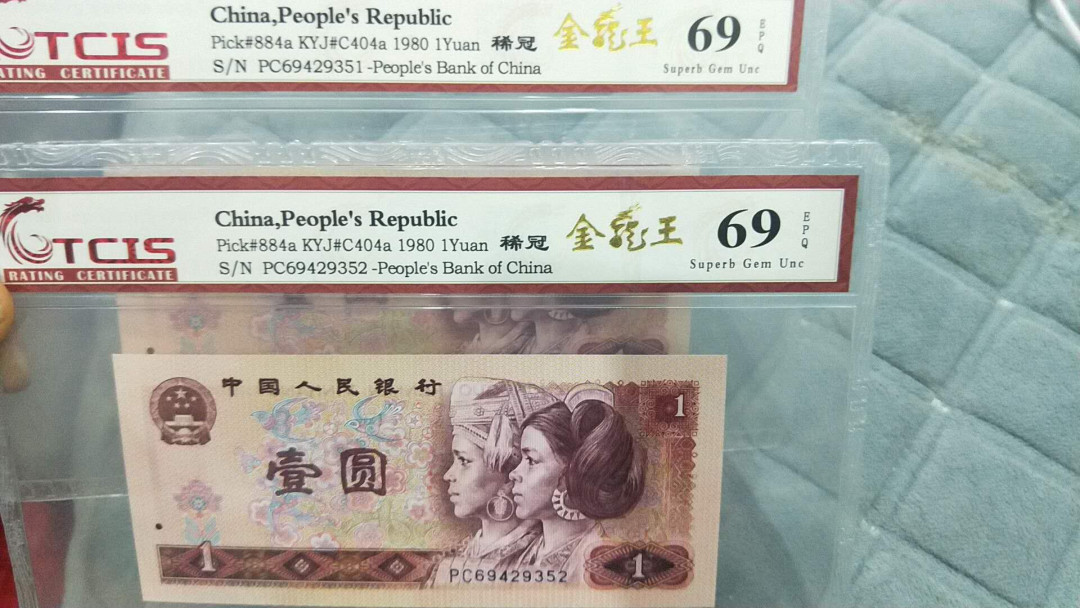 TCIS
RATING CERTIFICATE
China,People's Republic
Pick#884a KYJ#C404a 1980 1Yuan 稀冠
S/N PC69429351-People's Bank of China
金龍王
69
EPQ
Superb Gem Unc
TCIS
RATING CERTIFICATE
China,People's Republic
Pick#884a KYJ#C404a 1980 1Yuan 稀冠
S/N PC69429352-People's Bank of China
金龍王
69
EPQ
Superb Gem Unc
中国人民银行
1
壹圆
1
PC69429352
1